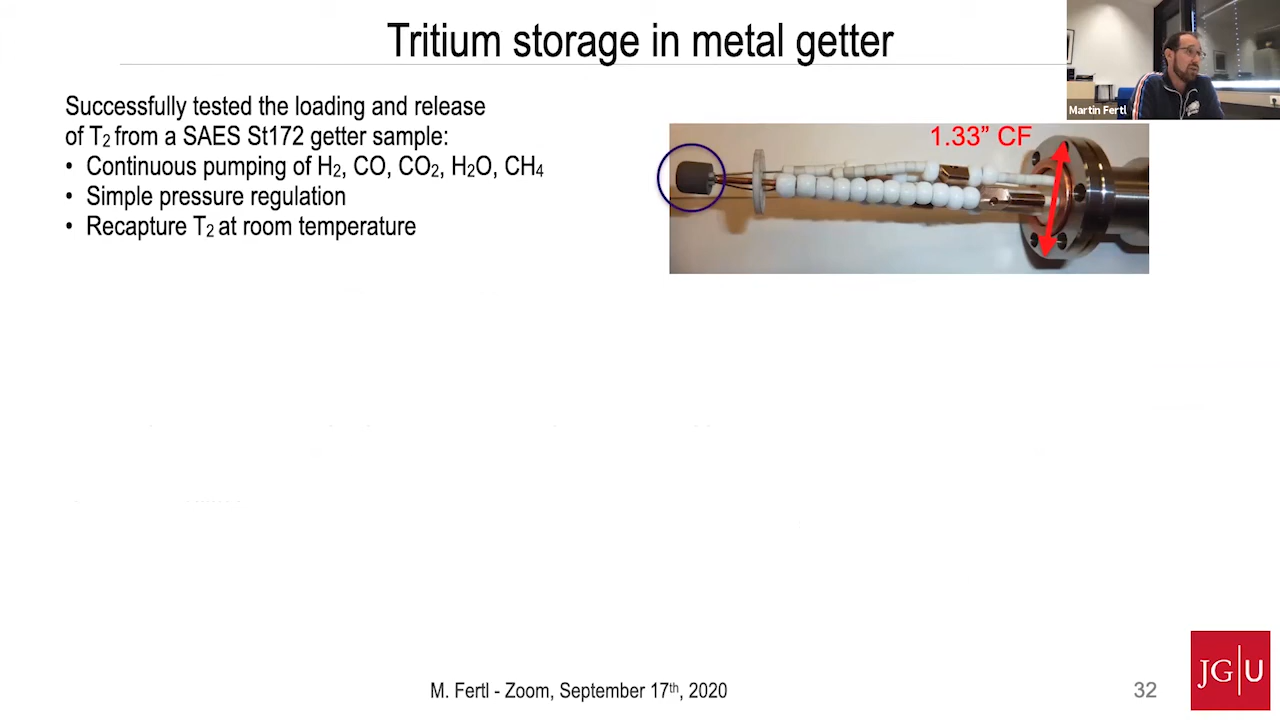 Tritium storage in metal getter
Martin Fertl
Successfully tested the loading and release
of T2 from a SAES St172 getter sample:
• Continuous pumping of H2, CO, CO2, H2O, CH4
• Simple pressure regulation
• Recapture T2 at room temperature
1.33” CF
M. Fertl - Zoom, September 17th, 2020
32
JG|U